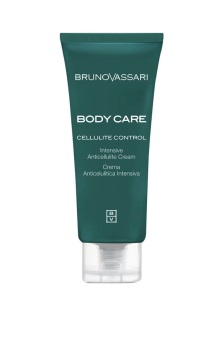 BRUNOVASSARI
BODY CARE
CELLULITE CONTROL
Intensive
Anticellulite Cream
Crema
Anticelulítica Intensiva
B
V